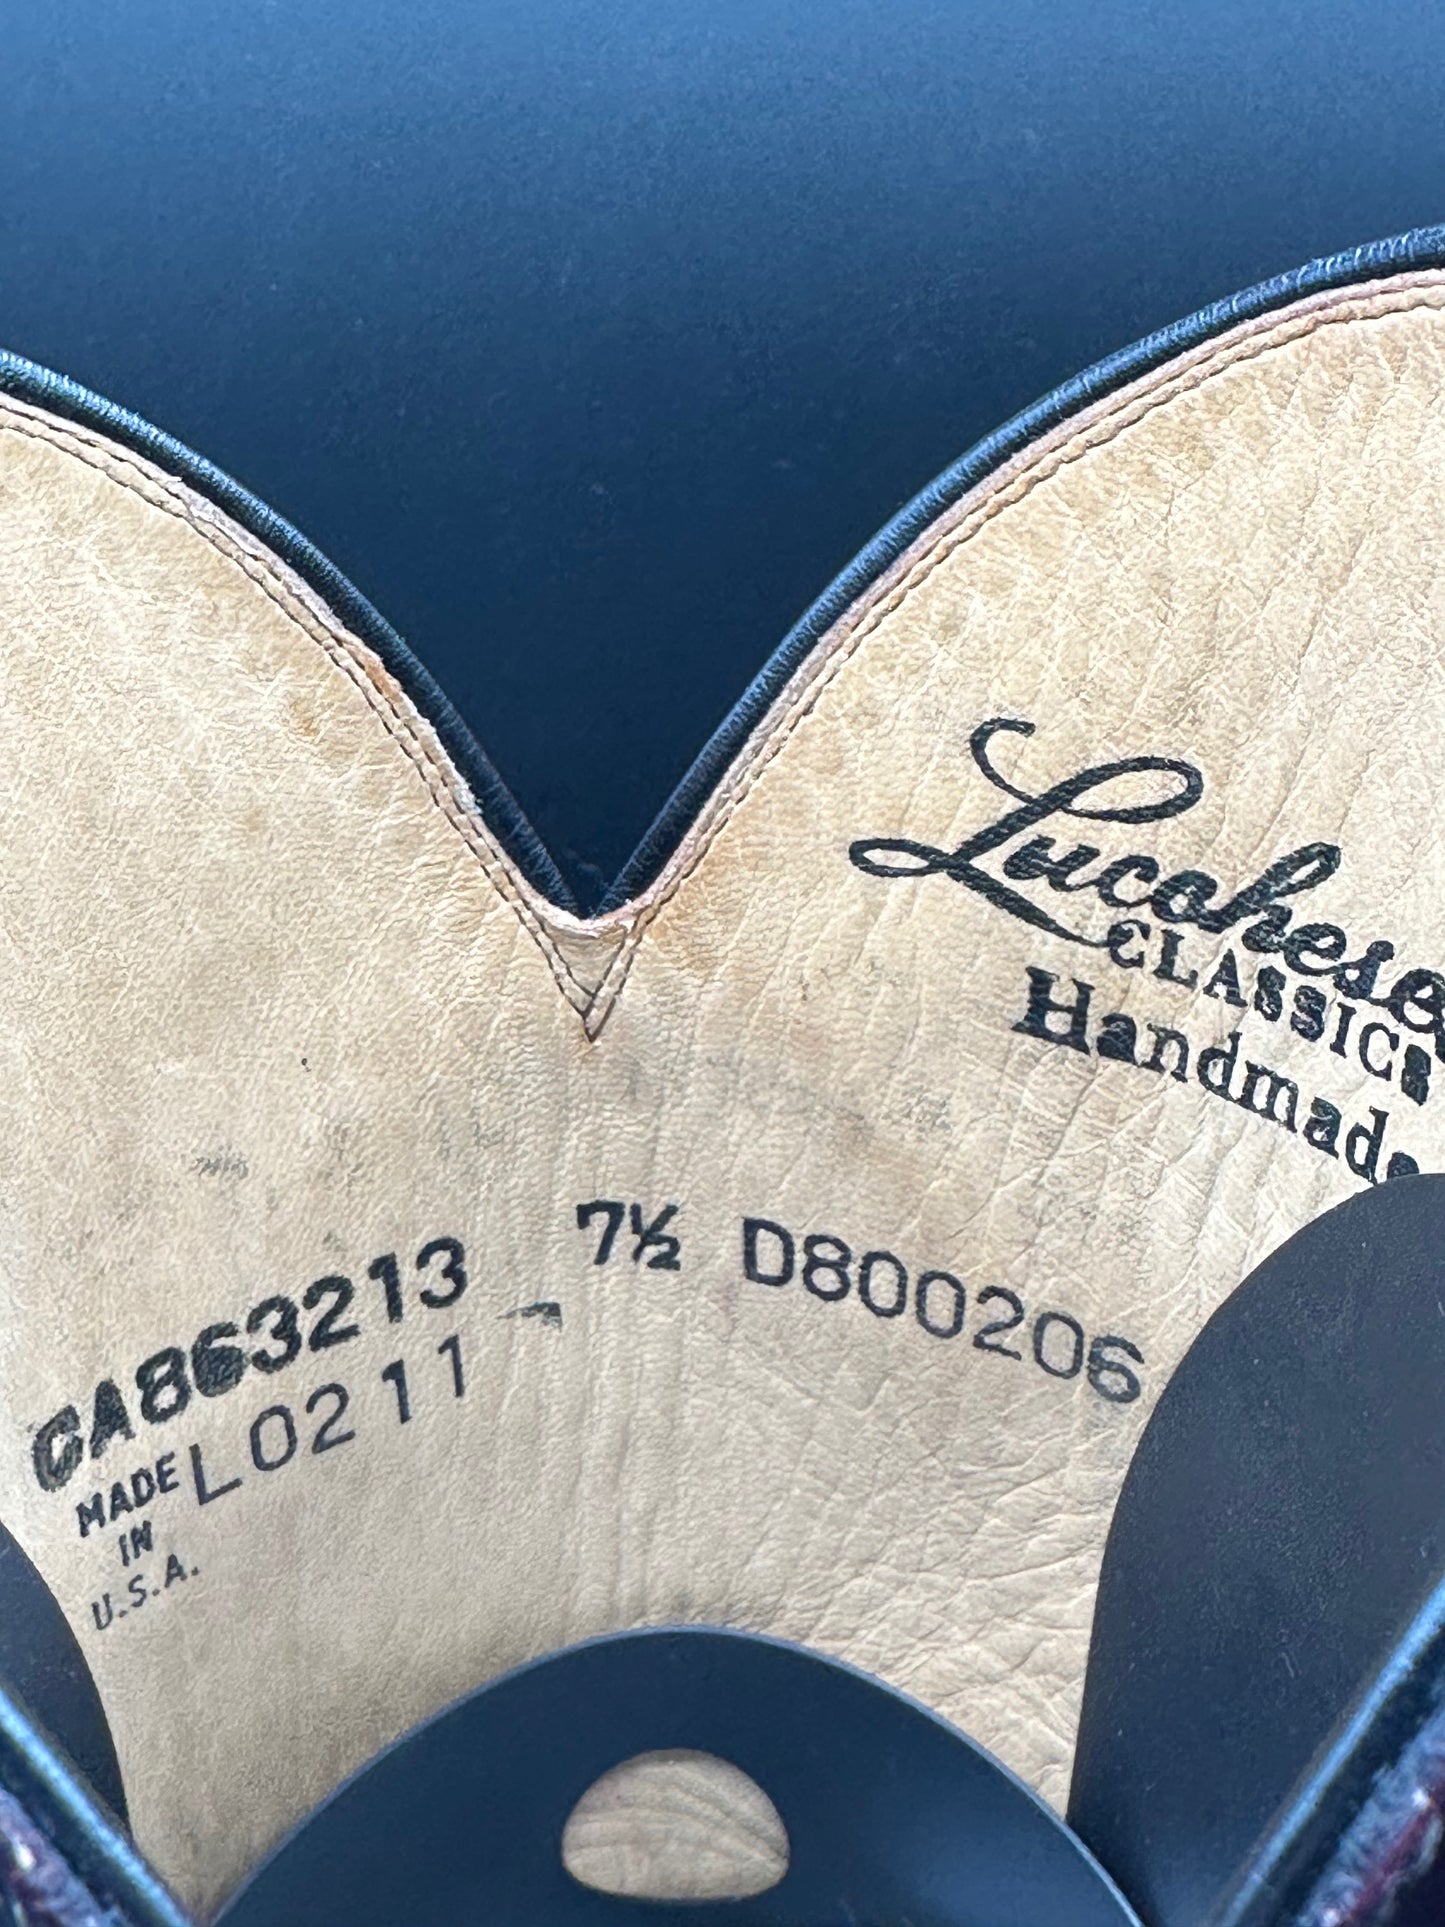 Lucchese
CLASSICS
Handmade
7½ D800206
CA863213
L0211
MADE
IN
U.S.A.